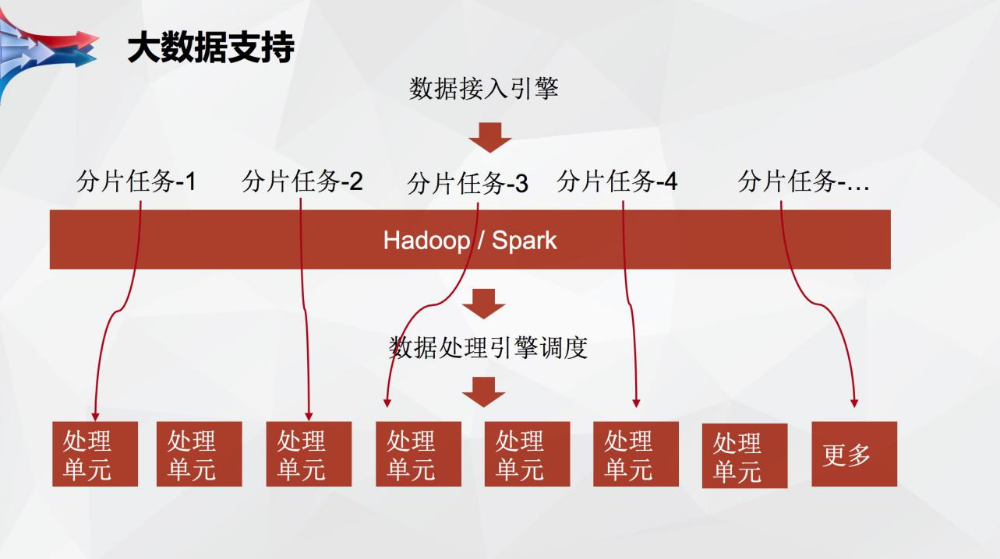 大数据支持
数据接入引擎
分片任务-1
分片任务-2
分片任务-3
分片任务-4
分片任务-...
Hadoop / Spark
数据处理引擎调度
处理
单元
处理
单元
处理
单元
处理
单元
处理
单元
处理
单元
处理
单元
更多